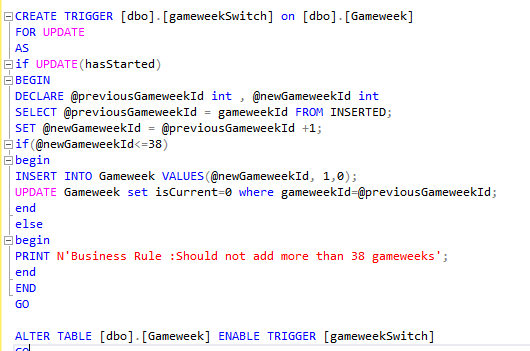 CREATE TRIGGER [dbo].[gameweekSwitch] on [dbo].[Gameweek]
FOR UPDATE
AS
if UPDATE(hasStarted)
BEGIN
DECLARE @previousGameweekId int , @newGameweekId int
SELECT @previousGameweekId = gameweekId FROM INSERTED;
SET @newGameweekId = @previousGameweekId +1;
if(@newGameweekId<=38)
begin
INSERT INTO Gameweek VALUES(@newGameweekId, 1,0);
UPDATE Gameweek set isCurrent=0 where gameweekId=@previousGameweekId;
end
else
begin
PRINT N'Business Rule :Should not add more than 38 gameweeks';
end
END
GO
ALTER TABLE [dbo].[Gameweek] ENABLE TRIGGER [gameweekSwitch]
GO